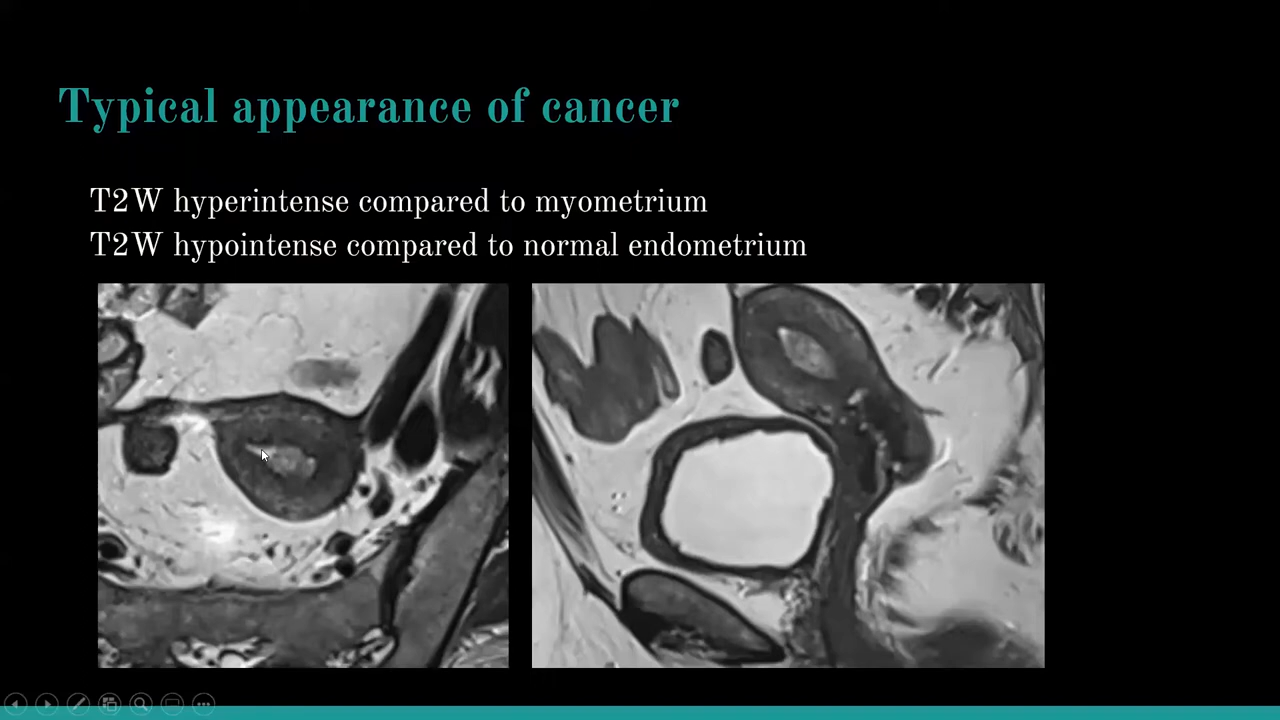 Typical appearance of cancer
T2W hyperintense compared to myometrium
T2W hypointense compared to normal endometrium